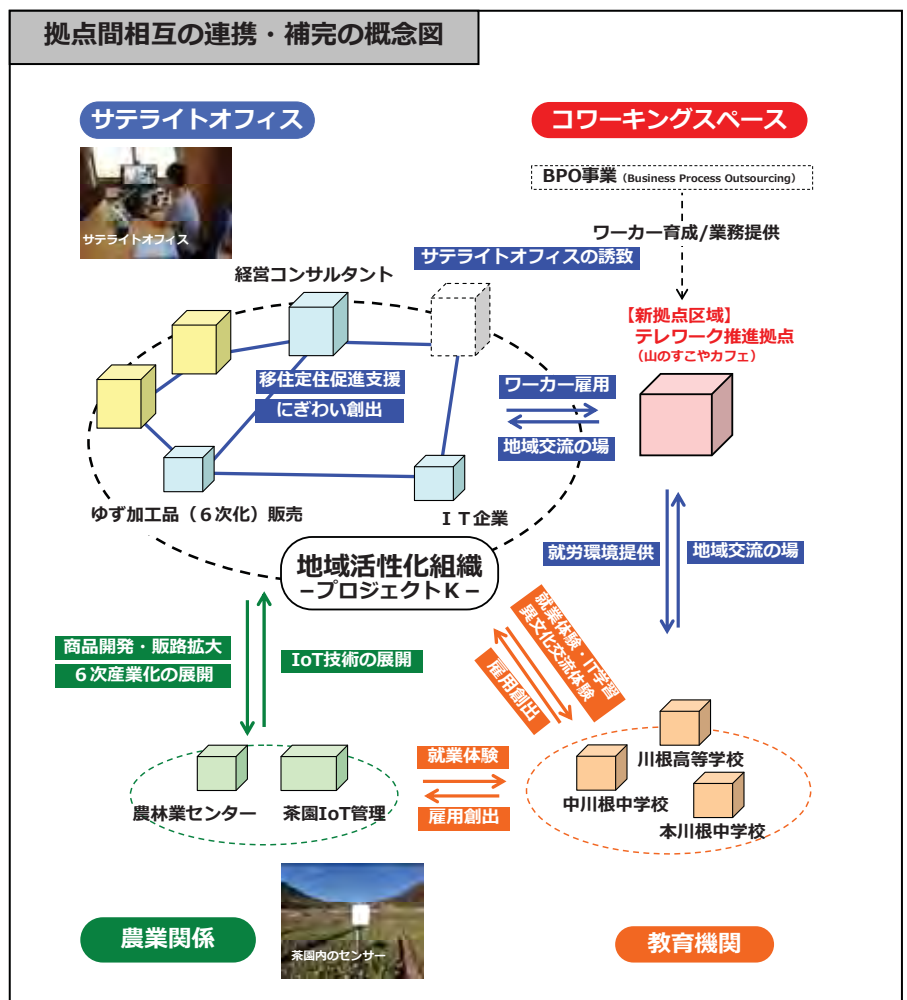 拠点間相互の連携・補完の概念図
サテライトオフィス
コワーキングスペース
サテライトオフィス
BPO事業（Business Process Outsourcing）
ワーカー育成/業務提供
サテライトオフィスの誘致
経営コンサルタント
【新拠点区域】
テレワーク推進拠点
（山のすこやカフェ）
移住定住促進支援
にぎわい創出
ワーカー雇用
地域交流の場
ゆず加工品（６次化）販売
ＩＴ企業
地域活性化組織
－プロジェクトＫ－
就労環境提供
地域交流の場
商品開発・販路拡大
６次産業化の展開
IoT技術の展開
就業体験・IT学習
異文化交流体験
雇用創出
農林業センター
茶園IoT管理
就業体験
雇用創出
川根高等学校
中川根中学校
本川根中学校
農業関係
茶園内のセンサー
教育機関